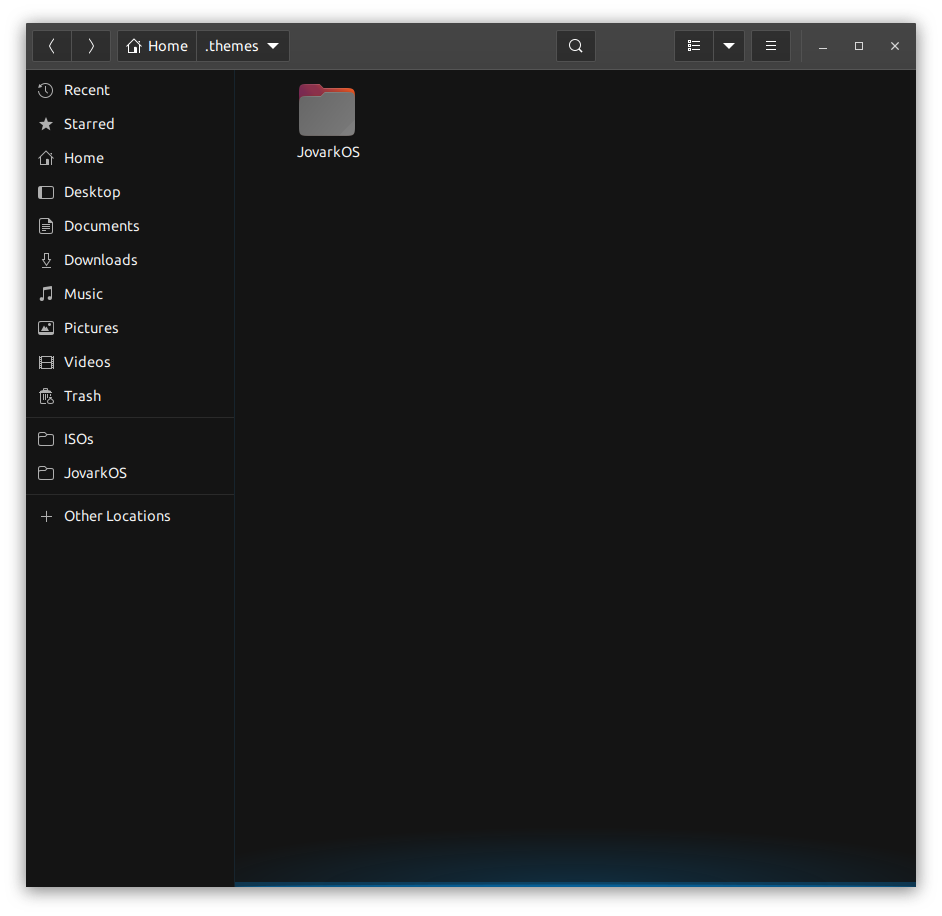 Home .themes
Recent
Starred
Home
Desktop
Documents
Downloads
Music
Pictures
Videos
Trash
ISOs
JovarkOS
Other Locations
JovarkOS